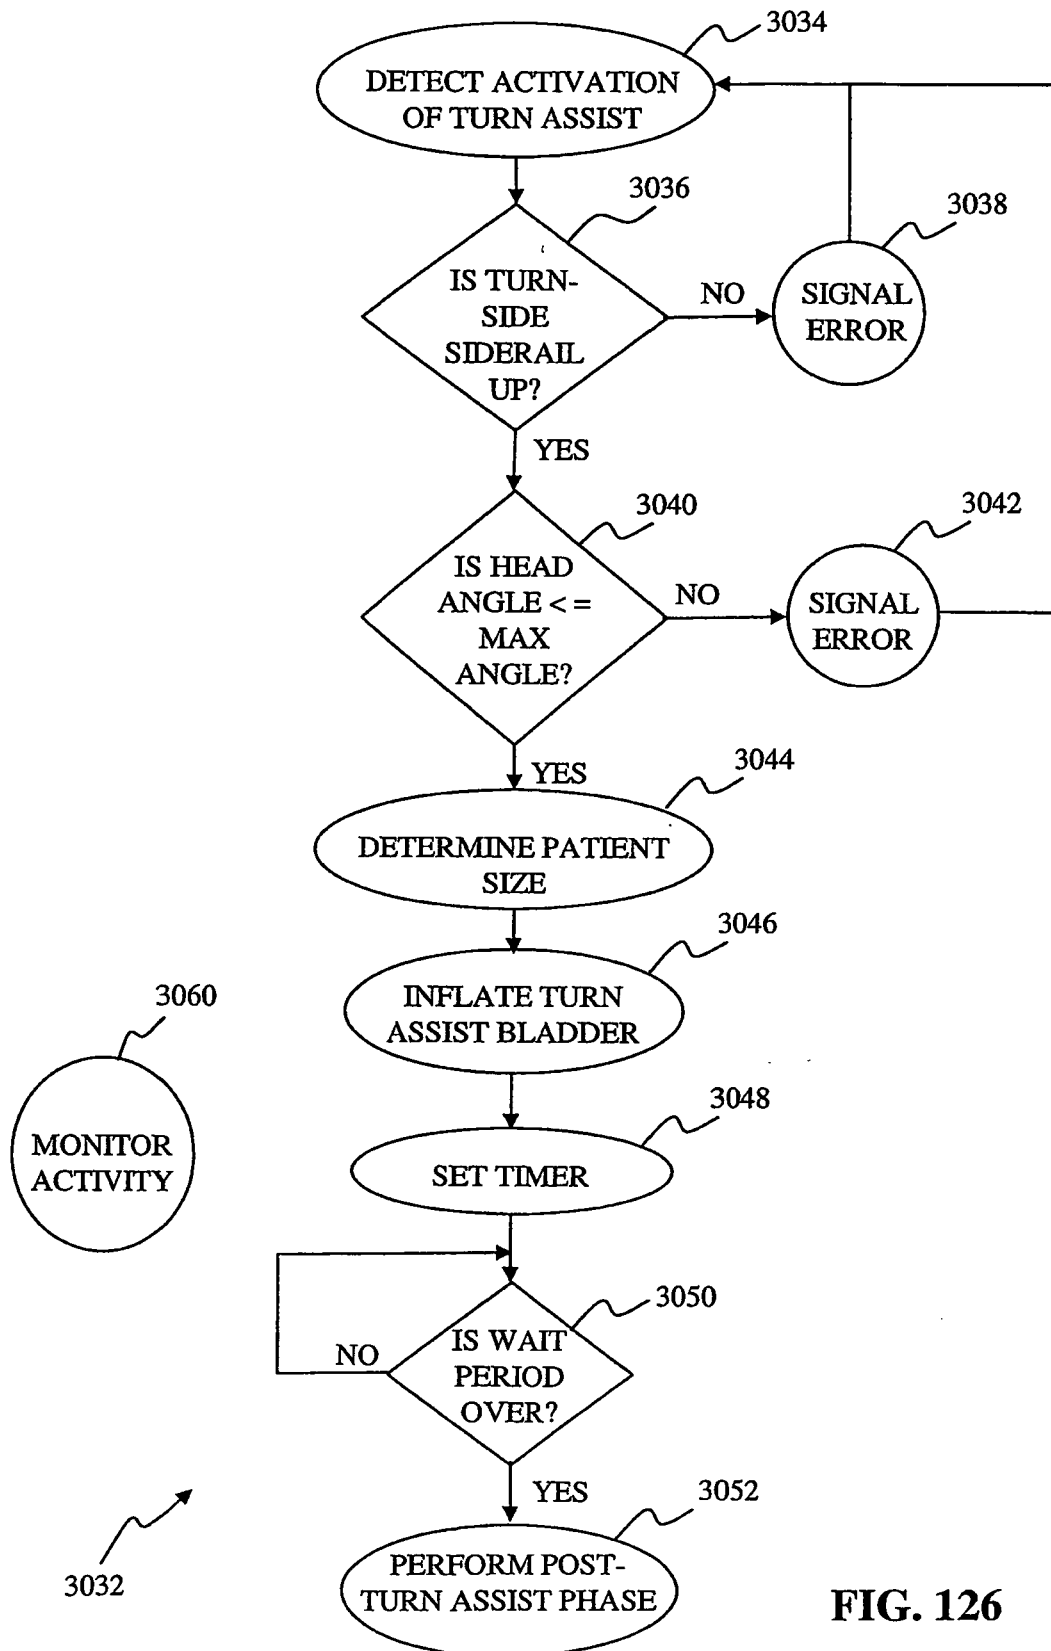 3034
DETECT ACTIVATION
OF TURN ASSIST
3036
3038
IS TURN-
SIDE
SIDERAIL
UP?
NO
SIGNAL
ERROR
YES
3040
3042
IS HEAD
ANGLE < =
MAX
ANGLE?
NO
SIGNAL
ERROR
YES
3044
DETERMINE PATIENT
SIZE
3046
INFLATE TURN
ASSIST BLADDER
3060
MONITOR
ACTIVITY
3048
SET TIMER
3050
IS WAIT
PERIOD
OVER?
NO
YES
3052
PERFORM POST-
TURN ASSIST PHASE
3032
FIG. 126